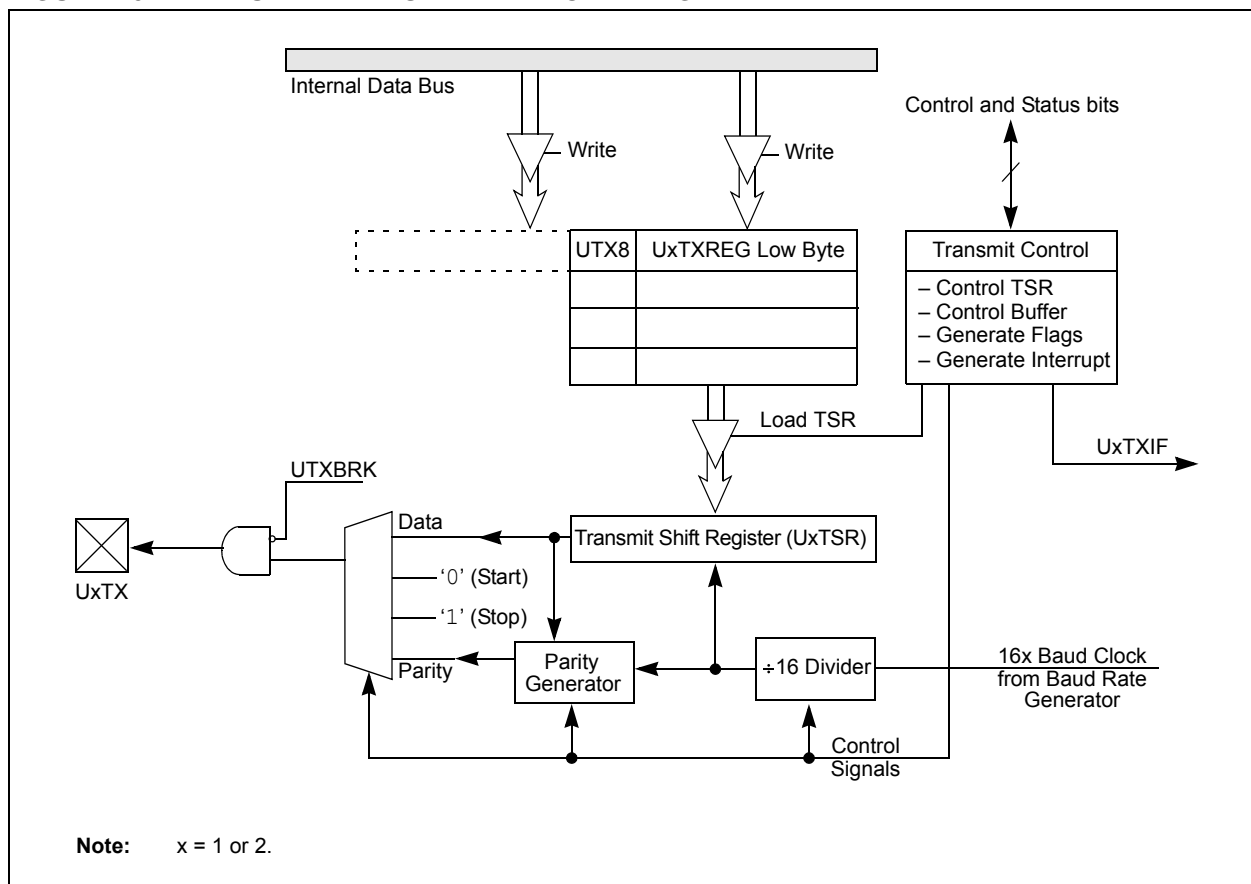 Internal Data Bus
Control and Status bits
Write
Write
UTX8
UxTXREG Low Byte
Transmit Control
– Control TSR
– Control Buffer
– Generate Flags
– Generate Interrupt
Load TSR
UxTXIF
UTXBRK
Data
Transmit Shift Register (UxTSR)
UxTX
‘0’ (Start)
‘1’ (Stop)
Parity
Parity
Generator
÷16 Divider
16x Baud Clock
from Baud Rate
Generator
Control
Signals
Note: x = 1 or 2.